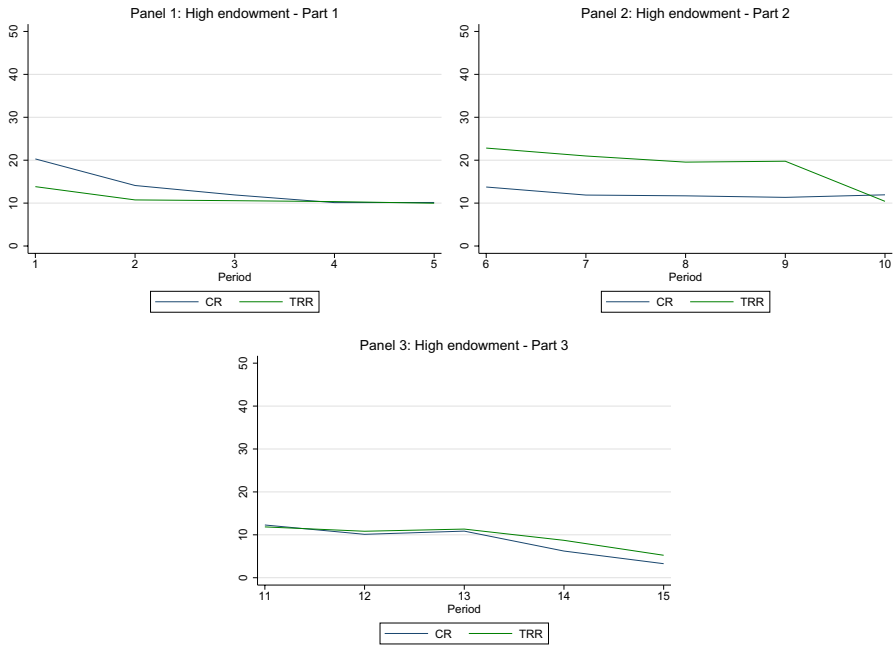 Panel 1: High endowment - Part 1
50
40
30
20
10
0
1 2 3 4 5
Period
CR TRR
Panel 2: High endowment - Part 2
50
40
30
20
10
0
6 7 8 9 10
Period
CR TRR
Panel 3: High endowment - Part 3
50
40
30
20
10
0
11 12 13 14 15
Period
CR TRR